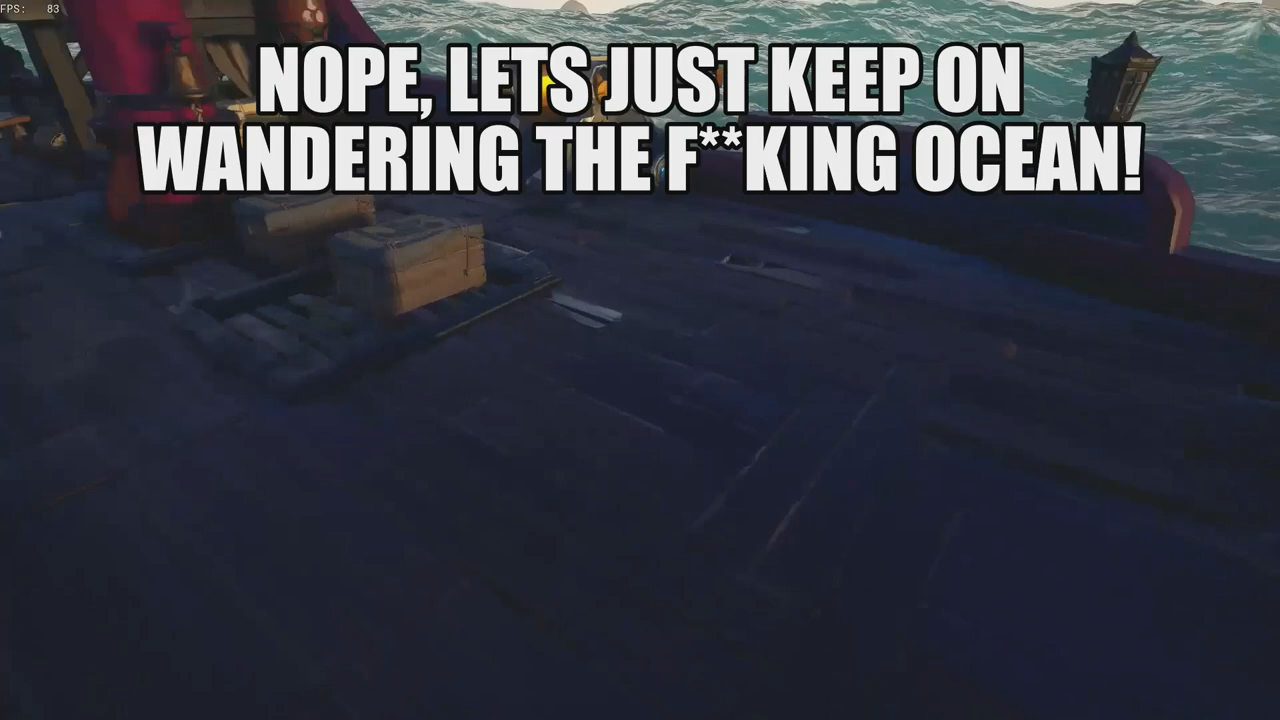 FPS: 83
NOPE, LETS JUST KEEP ON
WANDERING THE F**KING OCEAN!